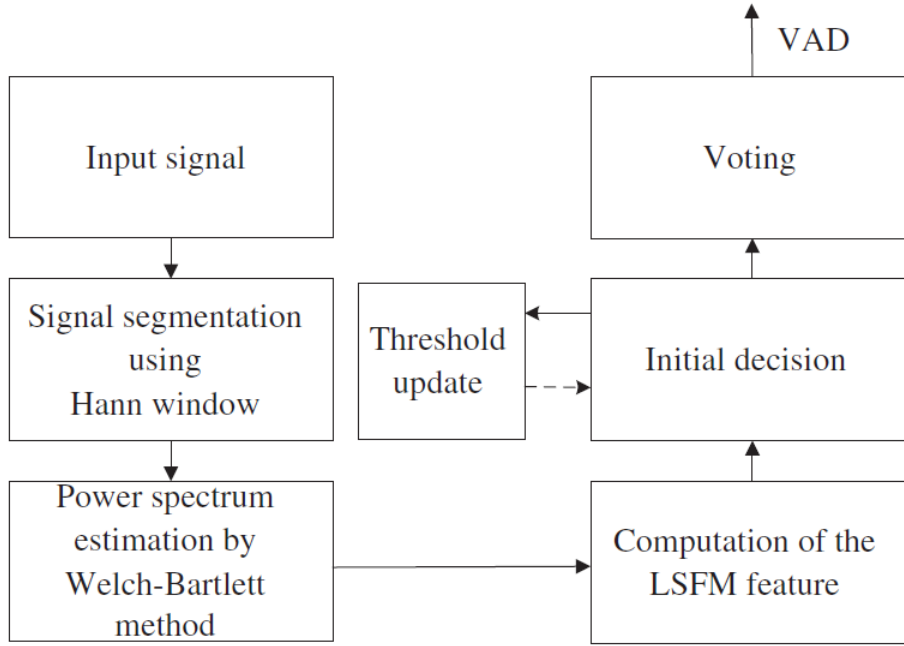 VAD
Input signal
Voting
Signal segmentation
using
Hann window
Threshold
update
Initial decision
Power spectrum
estimation by
Welch-Bartlett
method
Computation of the
LSFM feature